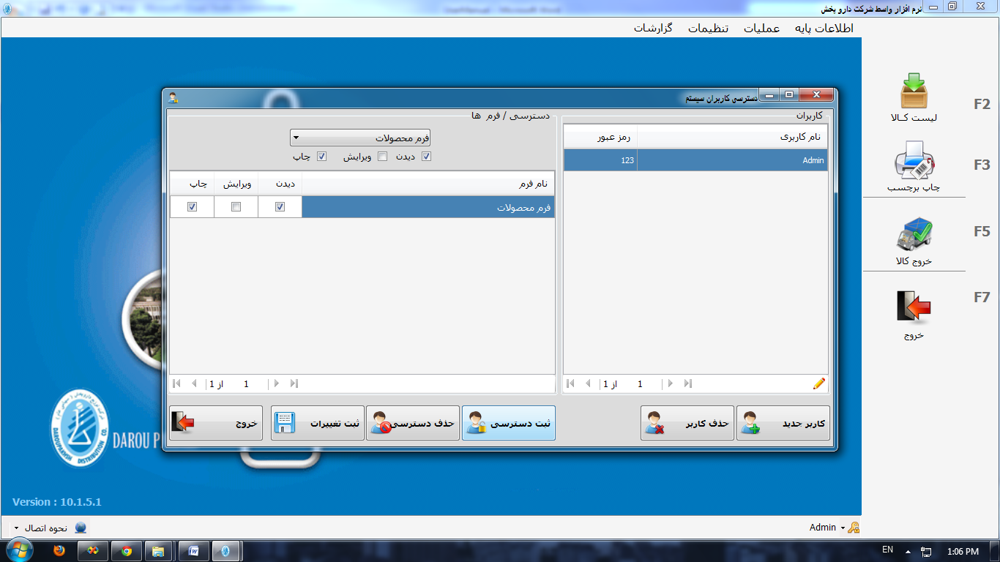 نرم افزار واسط شرکت دارو بخش
اطلاعات پایه
عملیات
تنظیمات
گزارشات
F2
لیست کـالا
F3
چاپ برچسب
F5
خروج کالا
F7
خروج
دسترسی کاربران سیستم
کاربران
نام کاربری
رمز عبور
Admin
123
1 از 1
دسترسی / فرم ها
فرم محصولات
دیدن
ویرایش
چاپ
نام فرم
دیدن
ویرایش
چاپ
فرم محصولات
1 از 1
کاربر جدید
حذف کاربر
ثبت دسترسی
حذف دسترسی
ثبت تغییرات
خروج
DAROUPAKHSH DISTRIBUTION CO.
DAROU P
Version : 10.1.5.1
Admin
نحوه اتصال
EN
1:06 PM